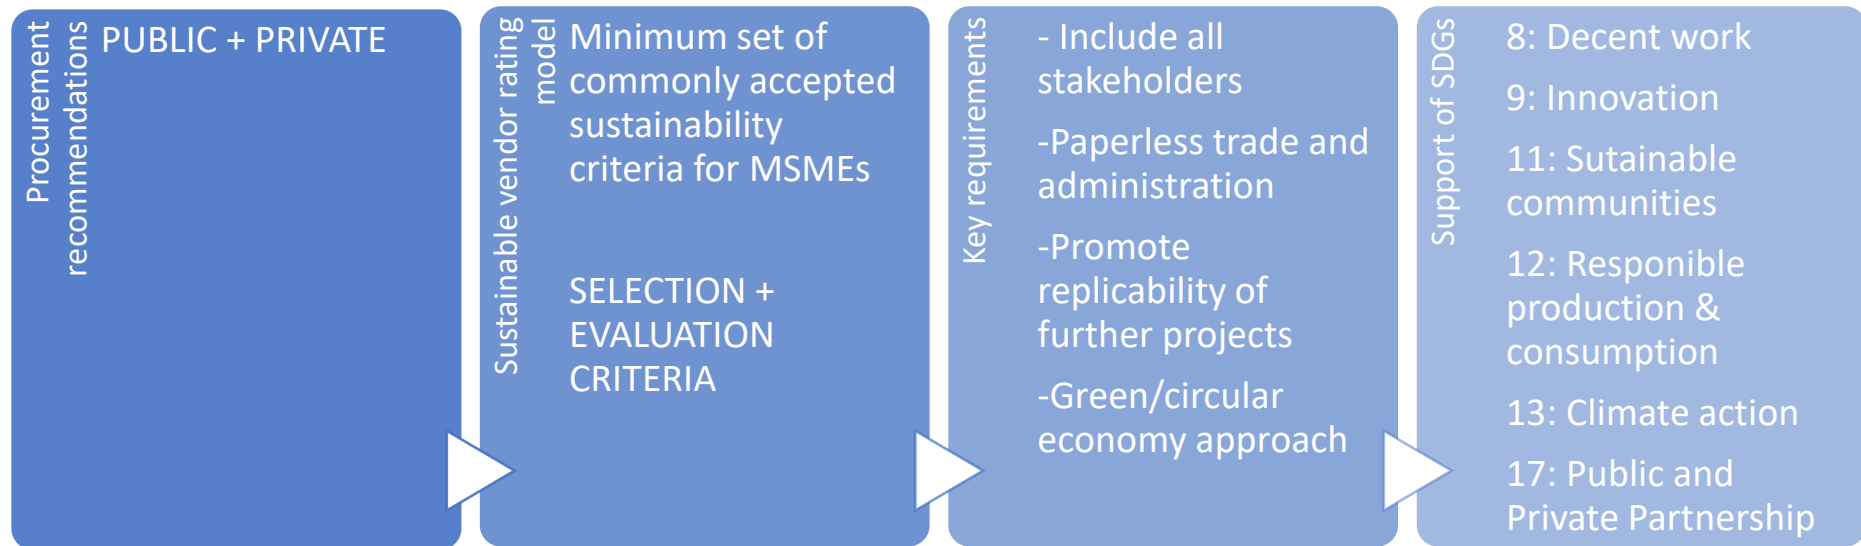 Procurement
recommendations
PUBLIC + PRIVATE
Sustainable vendor rating
model
Minimum set of
commonly accepted
sustainability
criteria for MSMEs
SELECTION +
EVALUATION
CRITERIA
Key requirements
- Include all
stakeholders
-Paperless trade and
administration
-Promote
replicability of
further projects
-Green/circular
economy approach
Support of SDGs
8: Decent work
9: Innovation
11: Sutainable
communities
12: Responible
production &
consumption
13: Climate action
17: Public and
Private Partnership